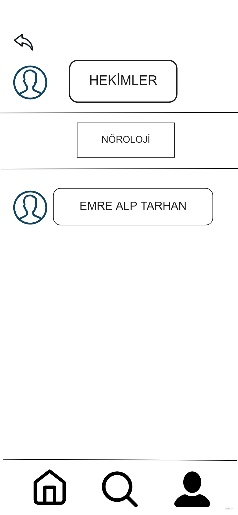 HEKİMLER
NÖROLOJİ
EMRE ALP TARHAN